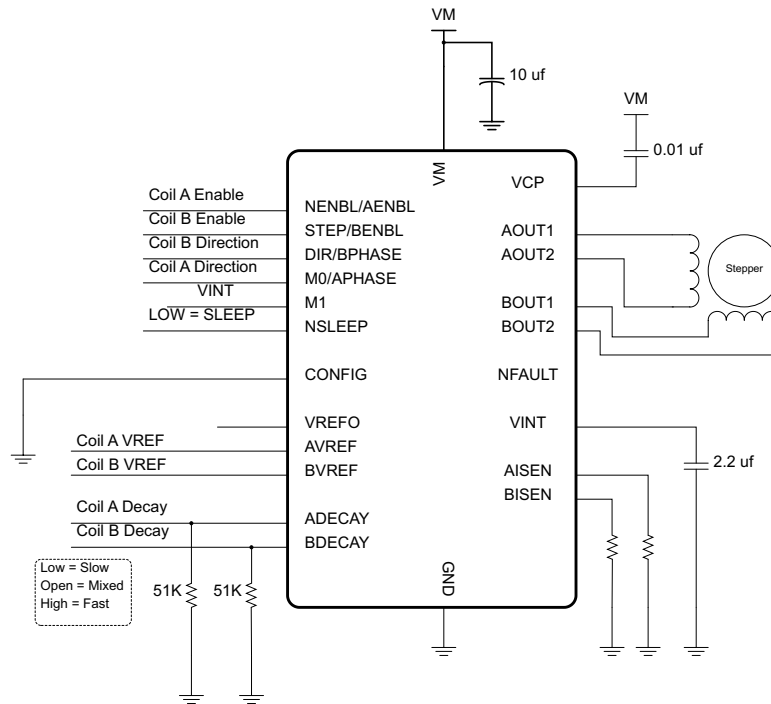 VM
10 uf
VM
0.01 uf
VM
VCP
Coil A Enable
NENBL/AENBL
Coil B Enable
STEP/BENBL
AOUT1
Coil B Direction
DIR/BPHASE
AOUT2
Stepper
Coil A Direction
M0/APHASE
VINT
M1
BOUT1
LOW = SLEEP
NSLEEP
BOUT2
CONFIG
NFAULT
VREFO
VINT
Coil A VREF
AVREF
Coil B VREF
BVREF
AISEN
2.2 uf
BISEN
Coil A Decay
ADECAY
Coil B Decay
BDECAY
Low = Slow
Open = Mixed
High = Fast
51K
51K
GND